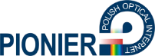 POLISH OPTICAL INTERNET
PIONIER